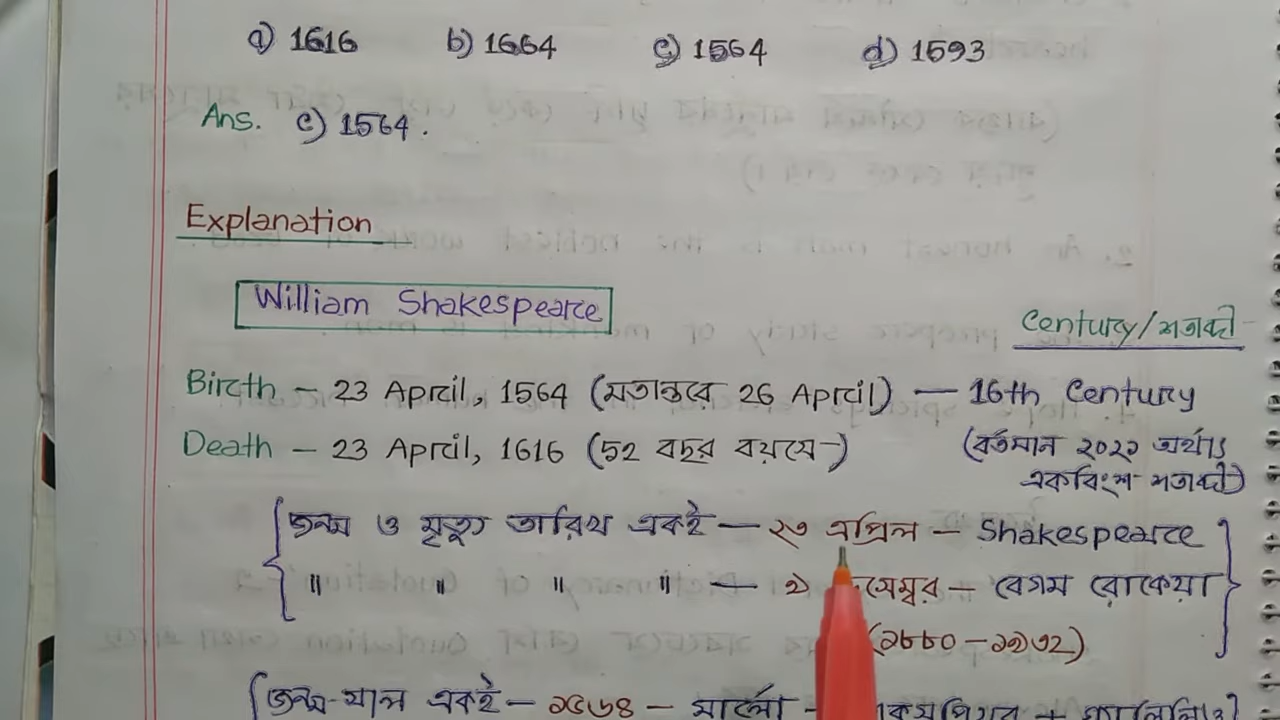 a) 1616 b) 1664 c) 1564 d) 1593
Ans. c) 1564.
Explanation
William Shakespeare
Century/শতাব্দী
Birth – 23 April, 1564 (মতান্তরে 26 April) – 16th Century
Death – 23 April, 1616 (52 বছর বয়সে) (বর্তমান ২০২১ অর্থাৎ
একবিংশ শতাব্দী)
জন্ম ও মৃত্যু তারিখ একই – ২৩ এপ্রিল – Shakespeare
" " " " – ৯ সেম্বর – বেগম রোকেয়া
(১৮৮০ – ১৯৩২)
জন্ম-সাল একই – ১৫৬৪ – মার্লো –